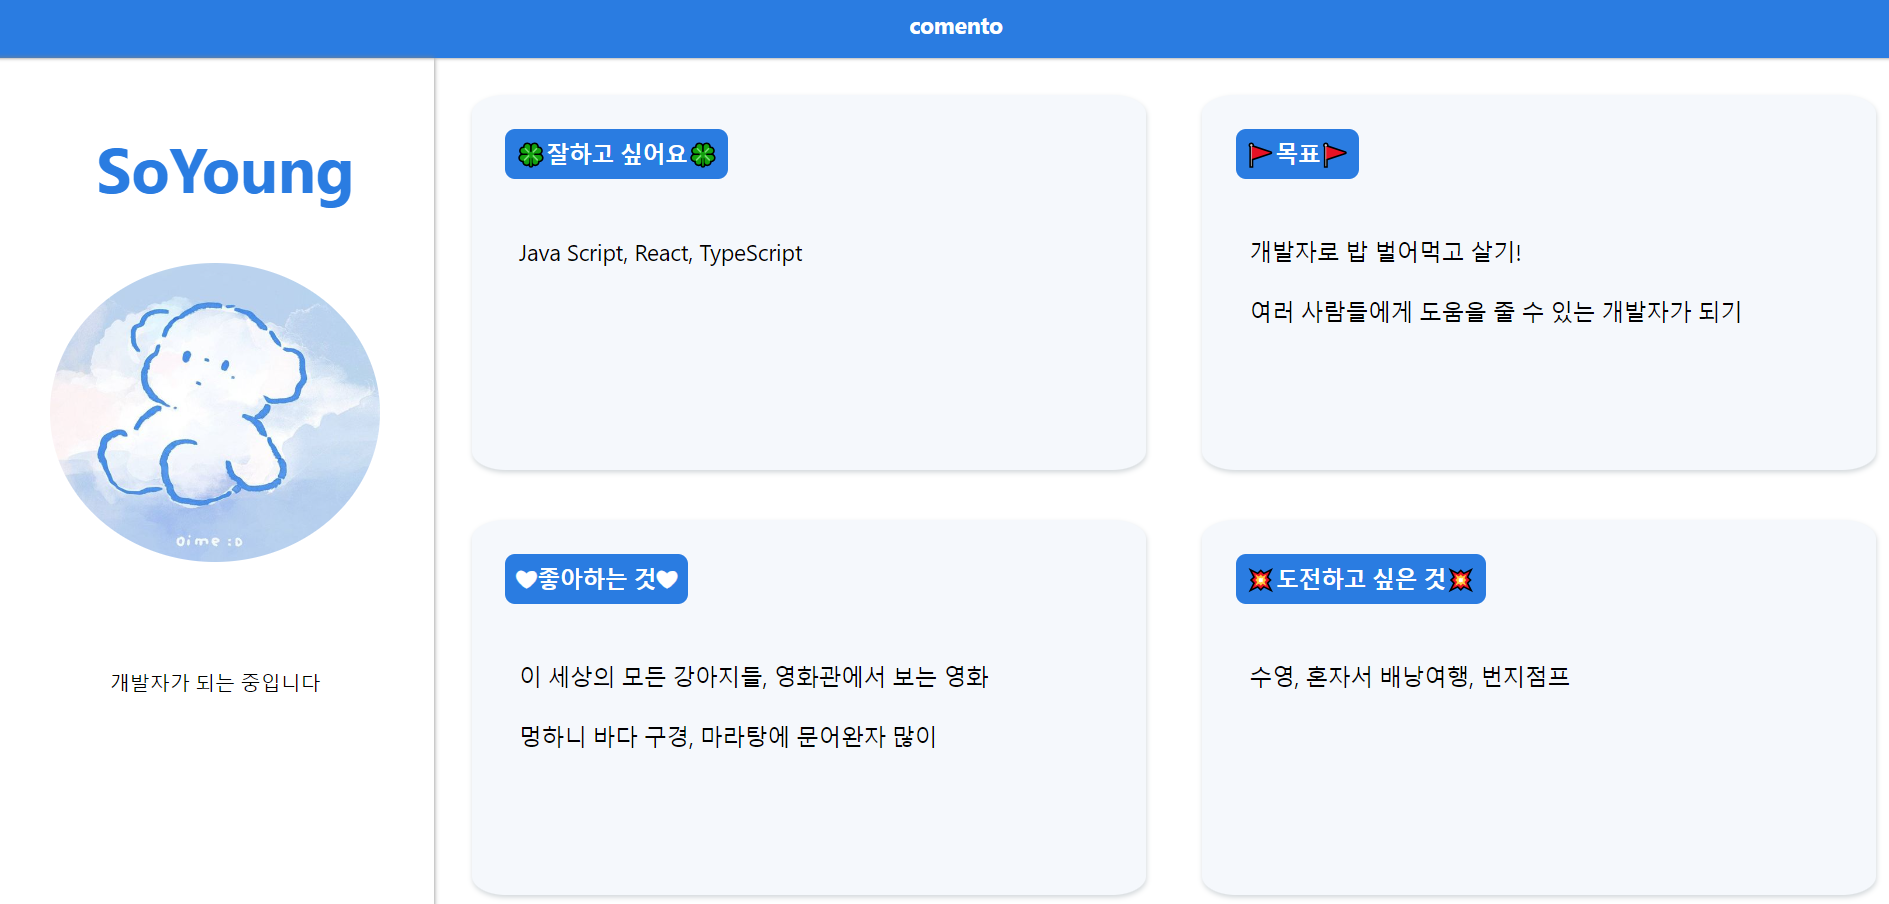 comento
SoYoung
oime :D
개발자가 되는 중입니다
🍀잘하고 싶어요🍀
Java Script, React, TypeScript
🚩목표🚩
개발자로 밥 벌어먹고 살기!
여러 사람들에게 도움을 줄 수 있는 개발자가 되기
🤍좋아하는 것🤍
이 세상의 모든 강아지들, 영화관에서 보는 영화
멍하니 바다 구경, 마라탕에 문어완자 많이
💥도전하고 싶은 것💥
수영, 혼자서 배낭여행, 번지점프